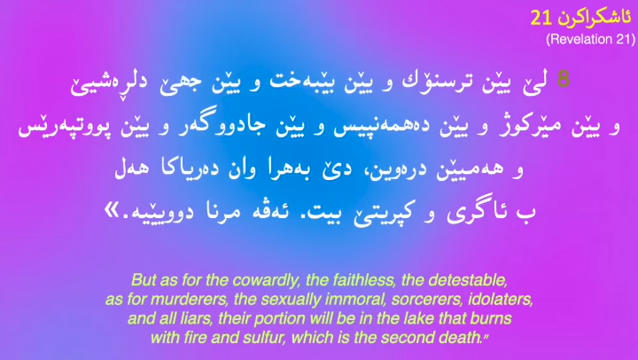 ئاشکراکرن 21
(Revelation 21)
8 لێ یێن ترسنۆك و یێن بێبەخت و یێن جهێ دلڕەشیێ
و یێن مێرکوژ و یێن دەهمەنپیس و یێن جادووگەر و یێن پووتپەرێس
و هەمیێن درەوین، دێ بەهرا وان دەریاکا هەل
ب ئاگری و کپریتێ بیت. ئەڤە مرنا دوویێیە.»
But as for the cowardly, the faithless, the detestable,
as for murderers, the sexually immoral, sorcerers, idolaters,
and all liars, their portion will be in the lake that burns
with fire and sulfur, which is the second death.”